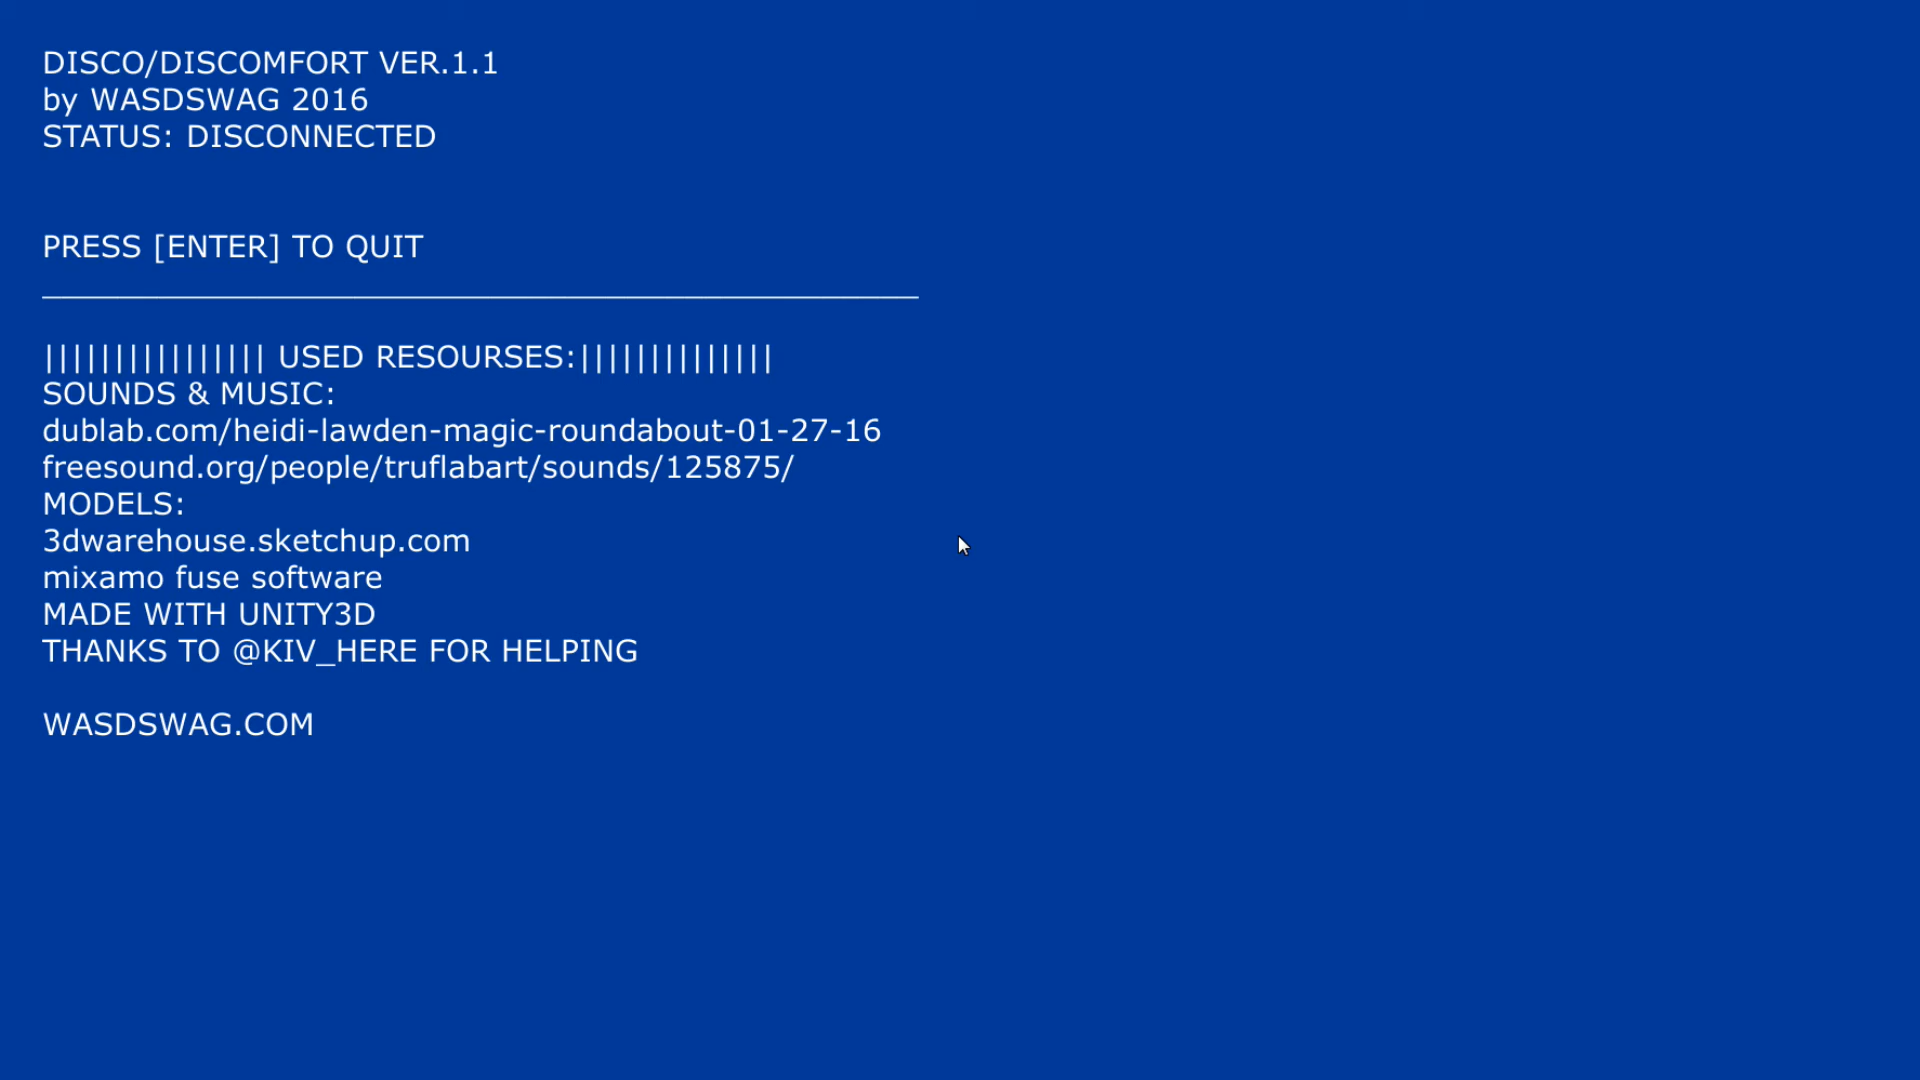 DISCO/DISCOMFORT VER.1.1
by WASDSWAG 2016
STATUS: DISCONNECTED
PRESS [ENTER] TO QUIT
_______________________________________________
|||||||||||||||| USED RESOURSES:||||||||||||||
SOUNDS & MUSIC:
dublab.com/heidi-lawden-magic-roundabout-01-27-16
freesound.org/people/truflabart/sounds/125875/
MODELS:
3dwarehouse.sketchup.com
mixamo fuse software
MADE WITH UNITY3D
THANKS TO @KIV_HERE FOR HELPING
WASDSWAG.COM